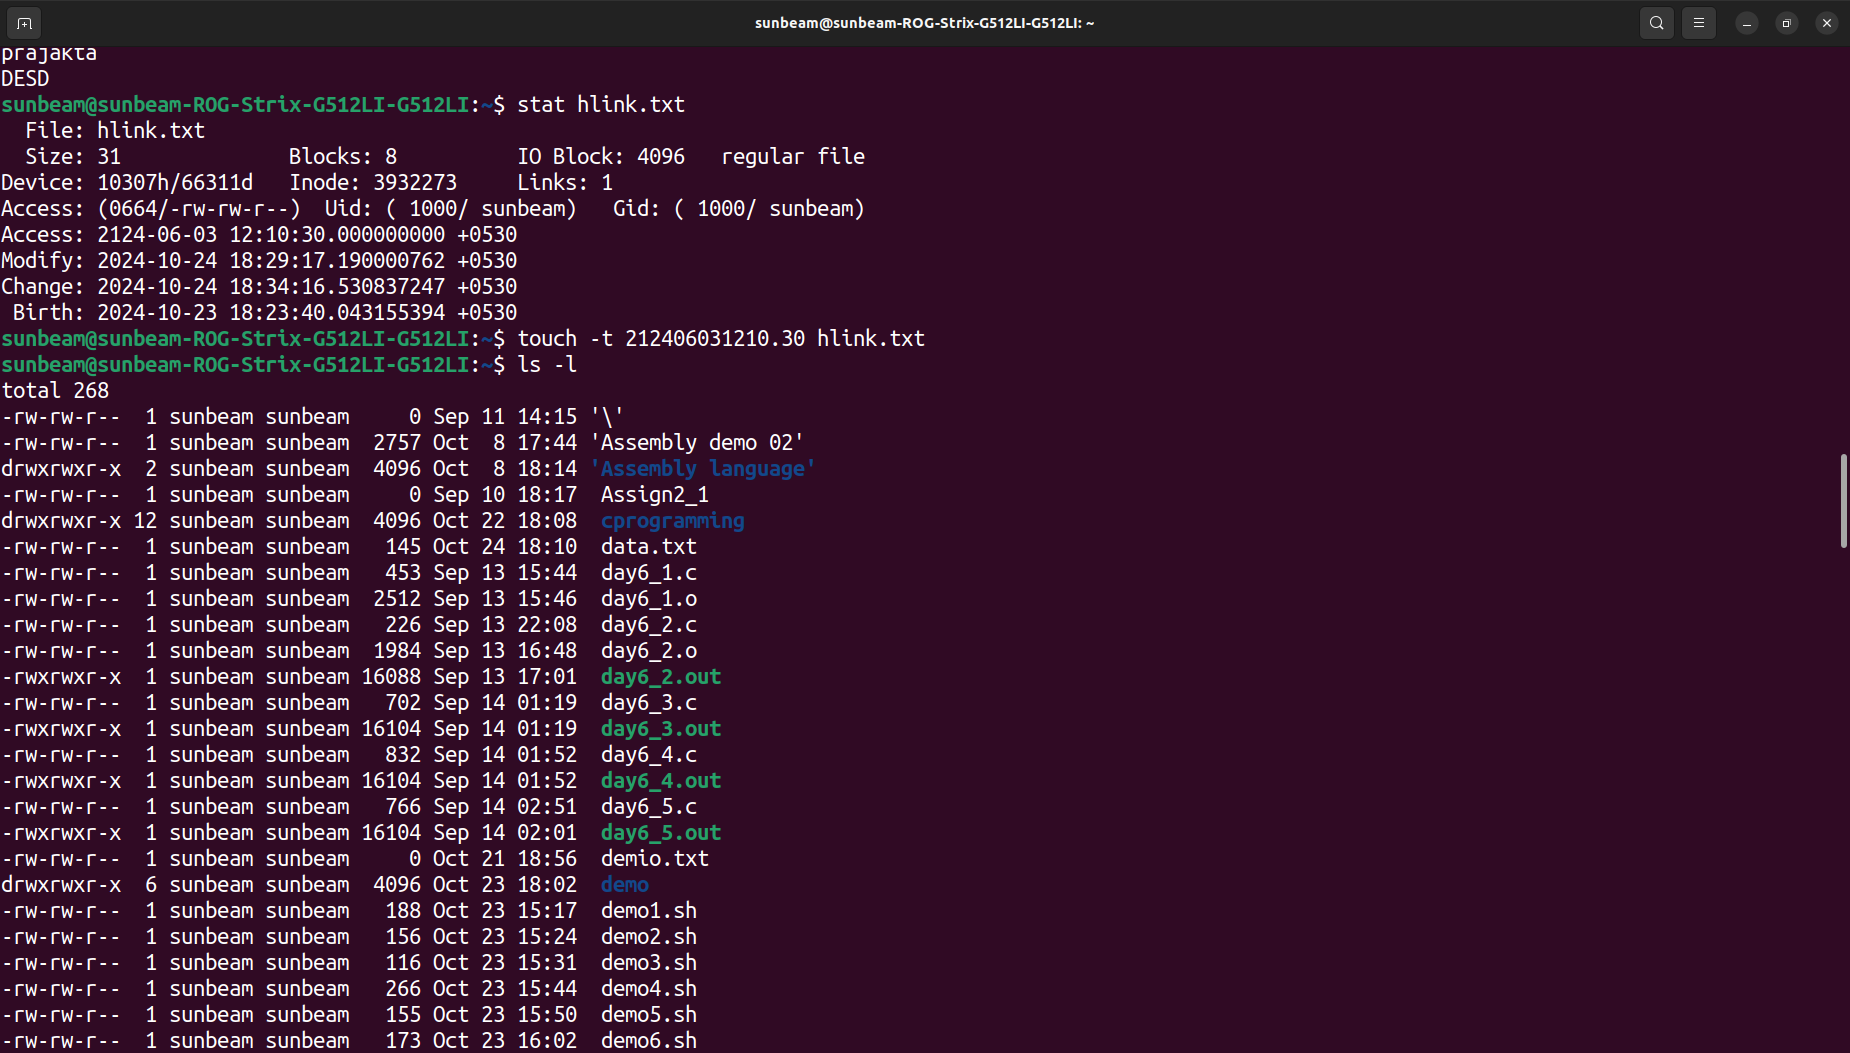 sunbeam@sunbeam-ROG-Strix-G512LI-G512LI: ~
prajakta
DESD
sunbeam@sunbeam-ROG-Strix-G512LI-G512LI:~$ stat hlink.txt
  File: hlink.txt
  Size: 31              Blocks: 8          IO Block: 4096   regular file
Device: 10307h/66311d   Inode: 3932273     Links: 1
Access: (0664/-rw-rw-r--)  Uid: ( 1000/ sunbeam)   Gid: ( 1000/ sunbeam)
Access: 2124-06-03 12:10:30.000000000 +0530
Modify: 2024-10-24 18:29:17.190000762 +0530
Change: 2024-10-24 18:34:16.530837247 +0530
 Birth: 2024-10-23 18:23:40.043155394 +0530
sunbeam@sunbeam-ROG-Strix-G512LI-G512LI:~$ touch -t 212406031210.30 hlink.txt
sunbeam@sunbeam-ROG-Strix-G512LI-G512LI:~$ ls -l
total 268
-rw-rw-r--  1 sunbeam sunbeam     0 Sep 11 14:15 '\'
-rw-rw-r--  1 sunbeam sunbeam  2757 Oct  8 17:44 'Assembly demo 02'
drwxrwxr-x  2 sunbeam sunbeam  4096 Oct  8 18:14 'Assembly language'
-rw-rw-r--  1 sunbeam sunbeam     0 Sep 10 18:17  Assign2_1
drwxrwxr-x 12 sunbeam sunbeam  4096 Oct 22 18:08  cprogramming
-rw-rw-r--  1 sunbeam sunbeam   145 Oct 24 18:10  data.txt
-rw-rw-r--  1 sunbeam sunbeam   453 Sep 13 15:44  day6_1.c
-rw-rw-r--  1 sunbeam sunbeam  2512 Sep 13 15:46  day6_1.o
-rw-rw-r--  1 sunbeam sunbeam   226 Sep 13 22:08  day6_2.c
-rw-rw-r--  1 sunbeam sunbeam  1984 Sep 13 16:48  day6_2.o
-rwxrwxr-x  1 sunbeam sunbeam 16088 Sep 13 17:01  day6_2.out
-rw-rw-r--  1 sunbeam sunbeam   702 Sep 14 01:19  day6_3.c
-rwxrwxr-x  1 sunbeam sunbeam 16104 Sep 14 01:19  day6_3.out
-rw-rw-r--  1 sunbeam sunbeam   832 Sep 14 01:52  day6_4.c
-rwxrwxr-x  1 sunbeam sunbeam 16104 Sep 14 01:52  day6_4.out
-rw-rw-r--  1 sunbeam sunbeam   766 Sep 14 02:51  day6_5.c
-rwxrwxr-x  1 sunbeam sunbeam 16104 Sep 14 02:01  day6_5.out
-rw-rw-r--  1 sunbeam sunbeam     0 Oct 21 18:56  demio.txt
drwxrwxr-x  6 sunbeam sunbeam  4096 Oct 23 18:02  demo
-rw-rw-r--  1 sunbeam sunbeam   188 Oct 23 15:17  demo1.sh
-rw-rw-r--  1 sunbeam sunbeam   156 Oct 23 15:24  demo2.sh
-rw-rw-r--  1 sunbeam sunbeam   116 Oct 23 15:31  demo3.sh
-rw-rw-r--  1 sunbeam sunbeam   266 Oct 23 15:44  demo4.sh
-rw-rw-r--  1 sunbeam sunbeam   155 Oct 23 15:50  demo5.sh
-rw-rw-r--  1 sunbeam sunbeam   173 Oct 23 16:02  demo6.sh